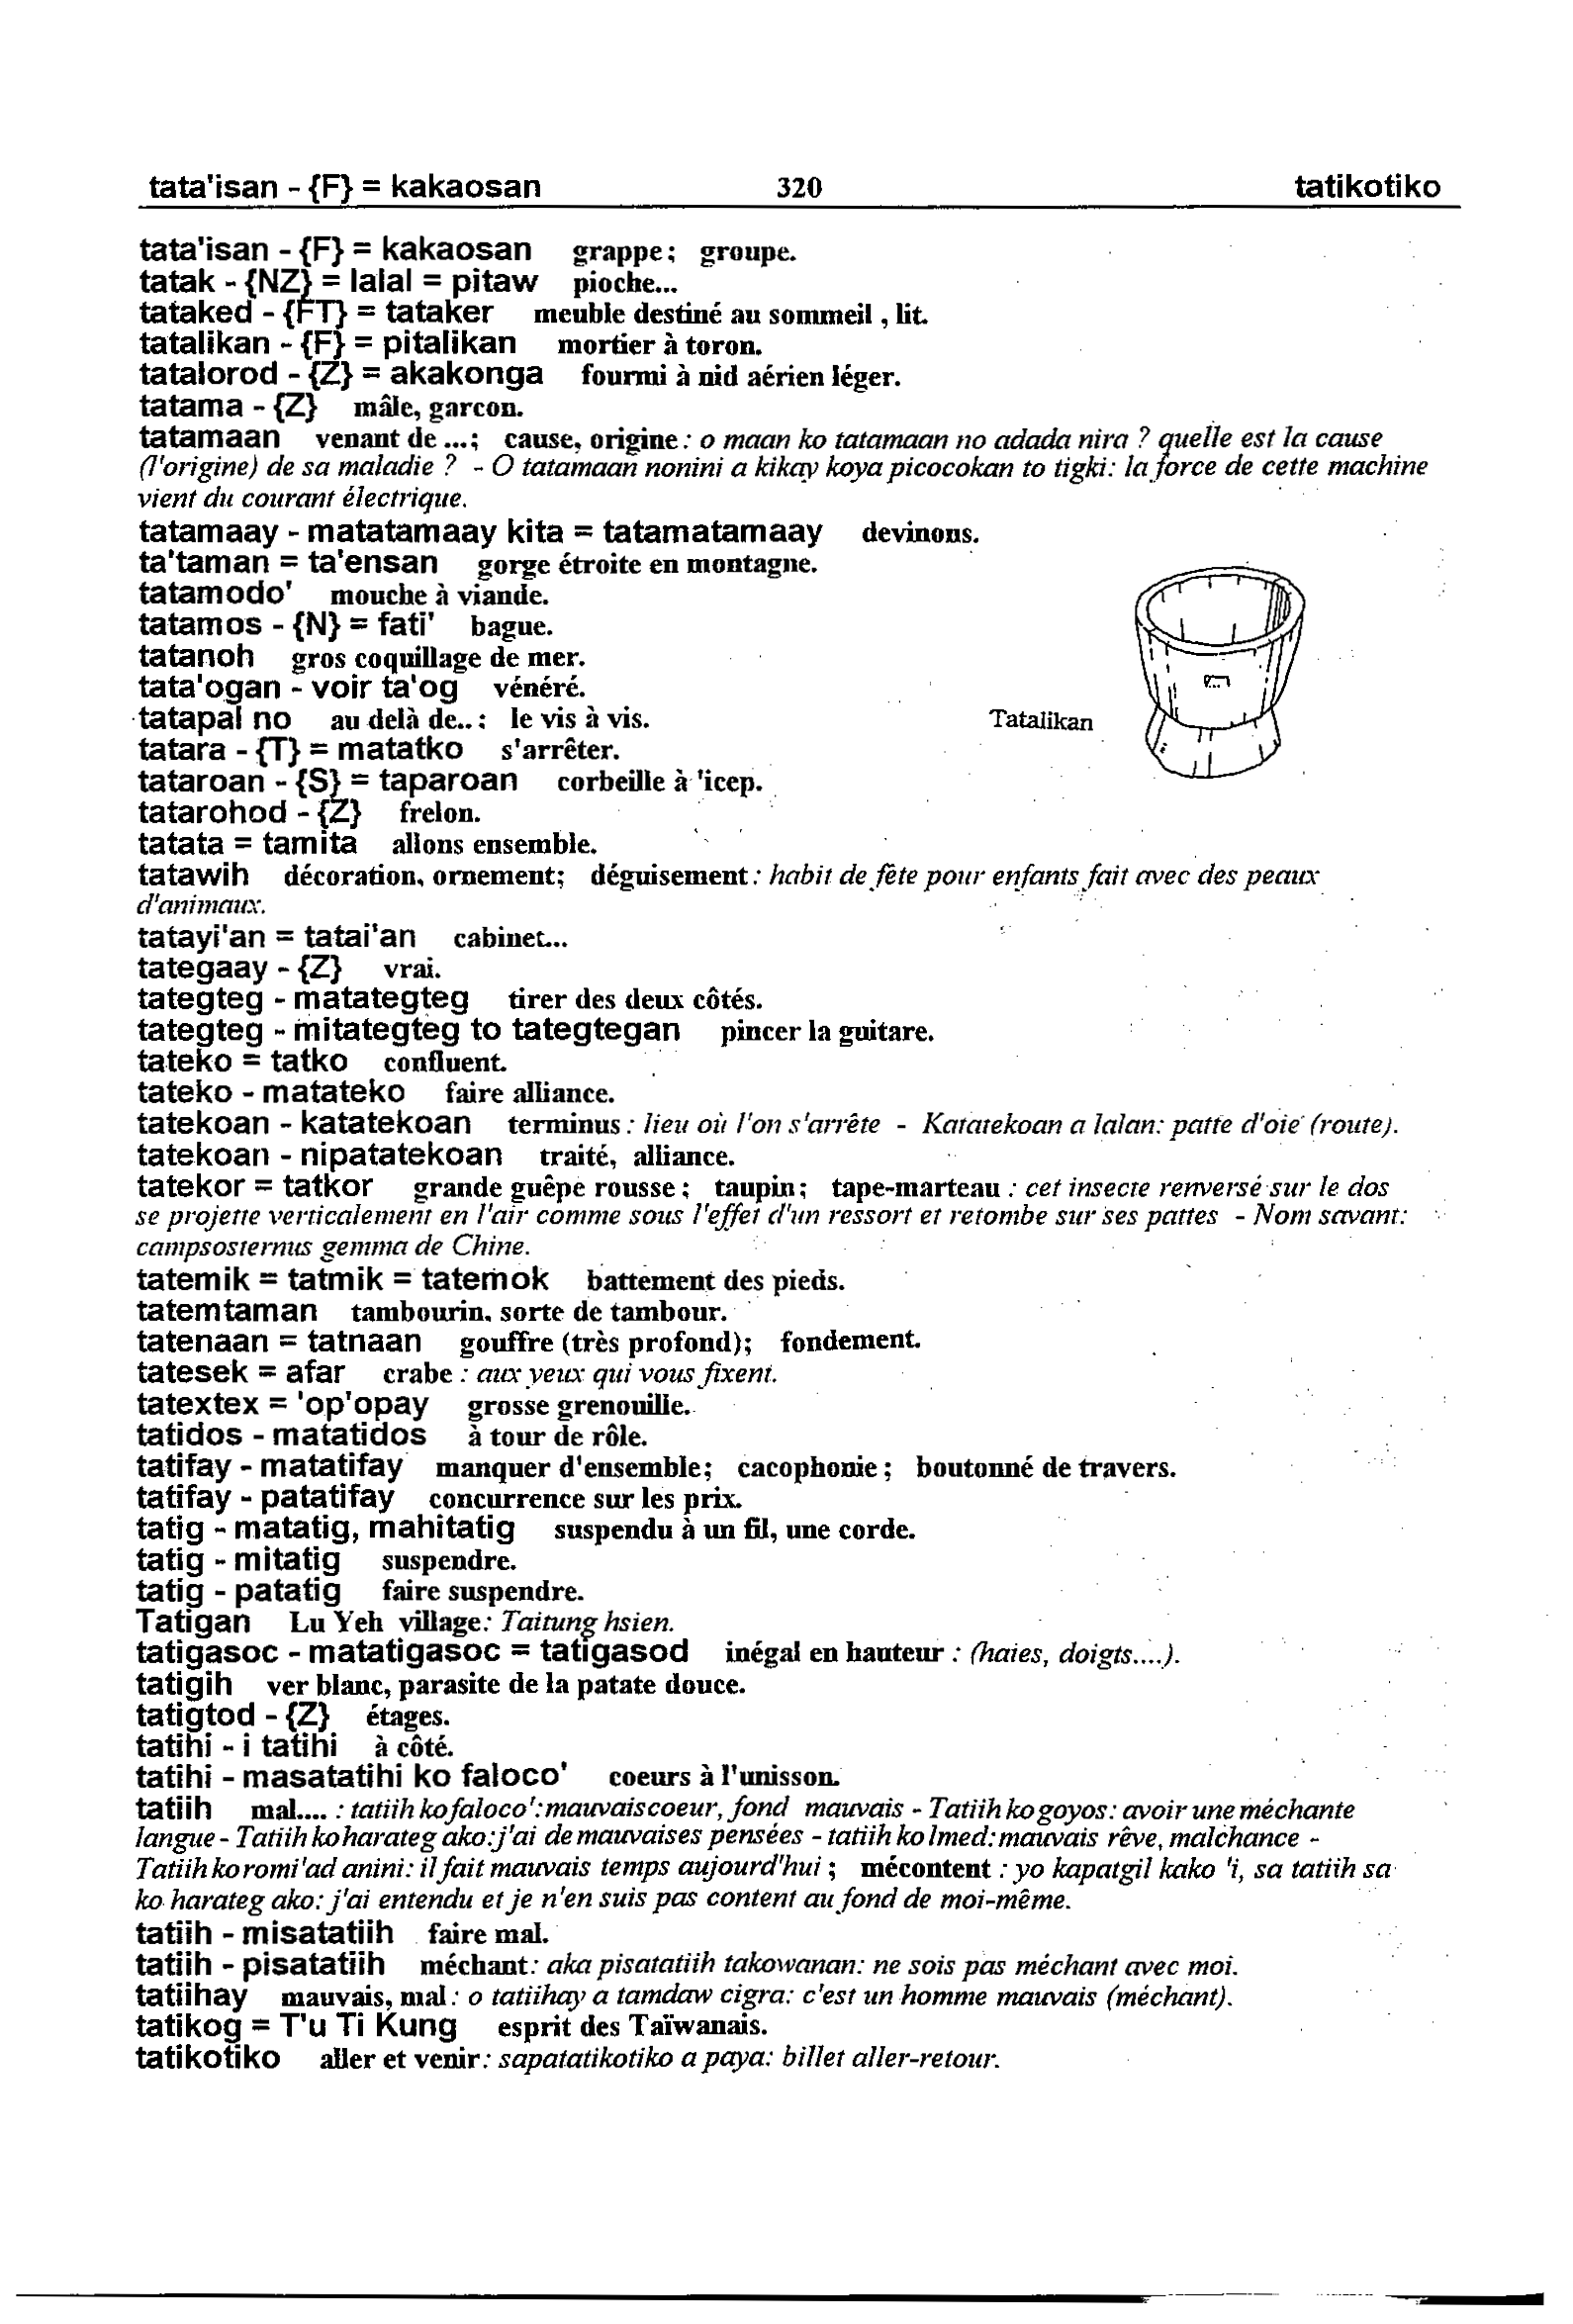 tata'isan - {F} = kakaosan 320 tatikotiko
tata'isan - {F} = kakaosan grappe; groupe.
tatak - {NZ} = lalal = pitaw pioche...
tataked - {FT} = tataker meuble destiné au sommeil , lit.
tatalikan - {F} = pitalikan mortier à toron.
tatalorod - {Z} = akakonga fourmi à nid aérien léger.
tatama - {Z} mâle, garcon.
tatamaan venant de ...; cause, origine : o maan ko tatamaan no adada nira ? quelle est la cause
(l'origine) de sa maladie ? - O tatamaan nonini a kikay koya picocokan to tigki: la force de cette machine
vient du courant électrique.
tatamaay - matatamaay kita = tatamatamaay devinons.
ta'taman = ta'ensan gorge étroite en montagne.
tatamodo' mouche à viande.
tatamos - {N} = fati' bague.
tatanoh gros coquillage de mer.
tata'ogan - voir ta'og vénéré.
tatapal no au delà de.. ; le vis à vis.
Tatalikan
tatara - {T} = matatko s'arrêter.
tataroan - {S} = taparoan corbeille à 'icep.
tatarohod - {Z} frelon.
tatata = tamita allons ensemble.
tatawih décoration, ornement; déguisement : habit de fête pour enfants fait avec des peaux
d'animaux.
tatayi'an = tatai'an cabinet...
tategaay - {Z} vrai.
tategteg - matategteg tirer des deux côtés.
tategteg - mitategteg to tategtegan pincer la guitare.
tateko = tatko confluent.
tateko - matateko faire alliance.
tatekoan - katatekoan terminus : lieu où l'on s'arrête - Katatekoan a lalan: patte d'oie (route).
tatekoan - nipatatekoan traité, alliance.
tatekor = tatkor grande guêpe rousse ; taupin; tape-marteau : cet insecte renversé sur le dos
se projette verticalement en l'air comme sous l'effet d'un ressort et retombe sur ses pattes - Nom savant:
campsosternus gemma de Chine.
tatemik = tatmik = tatemok battement des pieds.
tatemtaman tambourin, sorte de tambour.
tatenaan = tatnaan gouffre (très profond); fondement.
tatesek = afar crabe : aux yeux qui vous fixent.
tatextex = 'op'opay grosse grenouille.
tatidos - matatidos à tour de rôle.
tatifay - matatifay manquer d'ensemble; cacophonie ; boutonné de travers.
tatifay - patatifay concurrence sur les prix.
tatig - matatig, mahitatig suspendu à un fil, une corde.
tatig - mitatig suspendre.
tatig - patatig faire suspendre.
Tatigan Lu Yeh village : Taitung hsien.
tatigasoc - matatigasoc = tatigasod inégal en hauteur : (haies, doigts....).
tatigih ver blanc, parasite de la patate douce.
tatigtod - {Z} étages.
tatihi - i tatihi à côté.
tatihi - masatatihi ko faloco' coeurs à l'unisson.
tatiih mal.... : tatiih ko faloco': mauvais coeur, fond mauvais - Tatiih ko goyos: avoir une méchante
langue - Tatiih ko harateg ako: j'ai de mauvaises pensées - tatiih ko lmed: mauvais rêve, malchance -
Tatiih ko romi'ad anini: il fait mauvais temps aujourd'hui ; mécontent : yo kapatgil kako 'i, sa tatiih sa
ko harateg ako: j'ai entendu et je n'en suis pas content au fond de moi-même.
tatiih - misatatiih faire mal.
tatiih - pisatatiih méchant : aka pisatatiih takowanan: ne sois pas méchant avec moi.
tatiihay mauvais, mal : o tatiihay a tamdaw cigra: c'est un homme mauvais (méchant).
tatikog = T'u Ti Kung esprit des Taïwanais.
tatikotiko aller et venir : sapatatikotiko a paya: billet aller-retour.